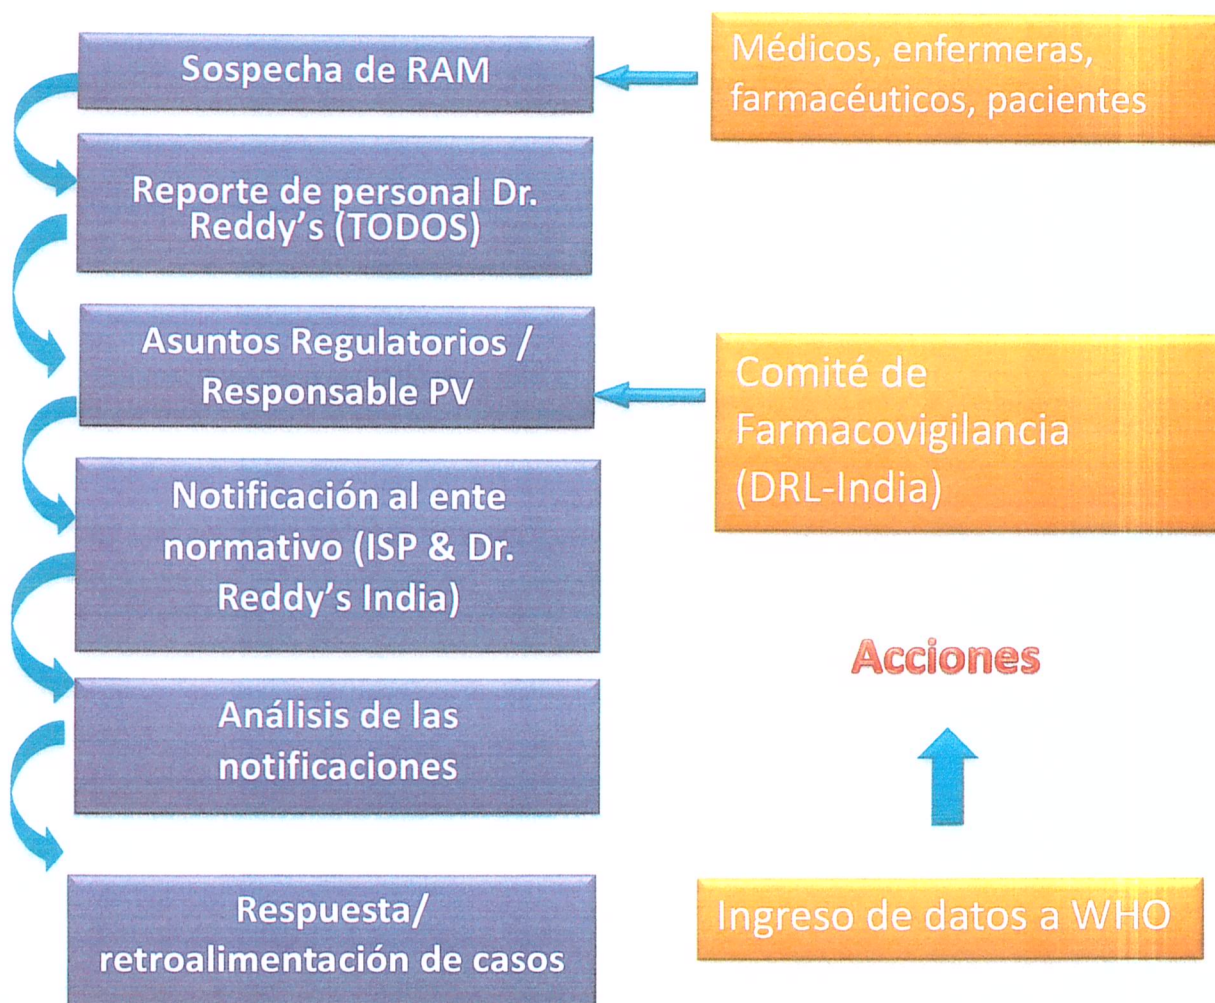 Sospecha de RAM
Médicos, enfermeras,
farmacéuticos, pacientes
Reporte de personal Dr.
Reddy's (TODOS)
Asuntos Regulatorios /
Responsable PV
Comité de
Farmacovigilancia
(DRL-India)
Notificación al ente
normativo (ISP & Dr.
Reddy's India)
Acciones
Análisis de las
notificaciones
Respuesta/
retroalimentación de casos
Ingreso de datos a WHO